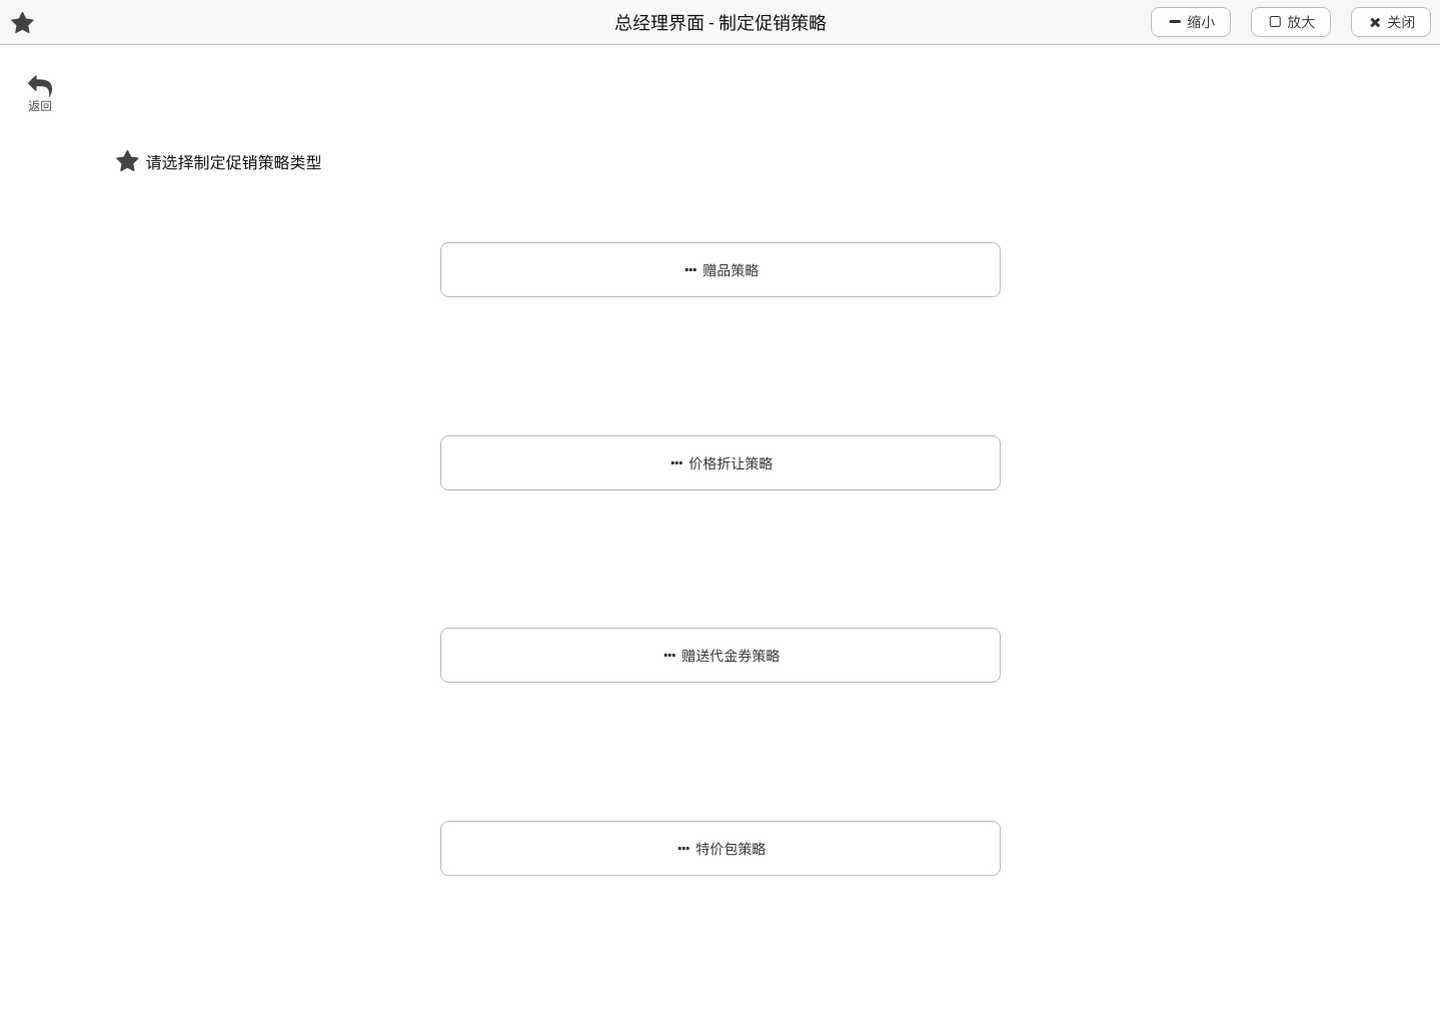 总经理界面 - 制定促销策略
缩小
放大
关闭
返回
请选择制定促销策略类型
赠品策略
价格折让策略
赠送代金券策略
特价包策略